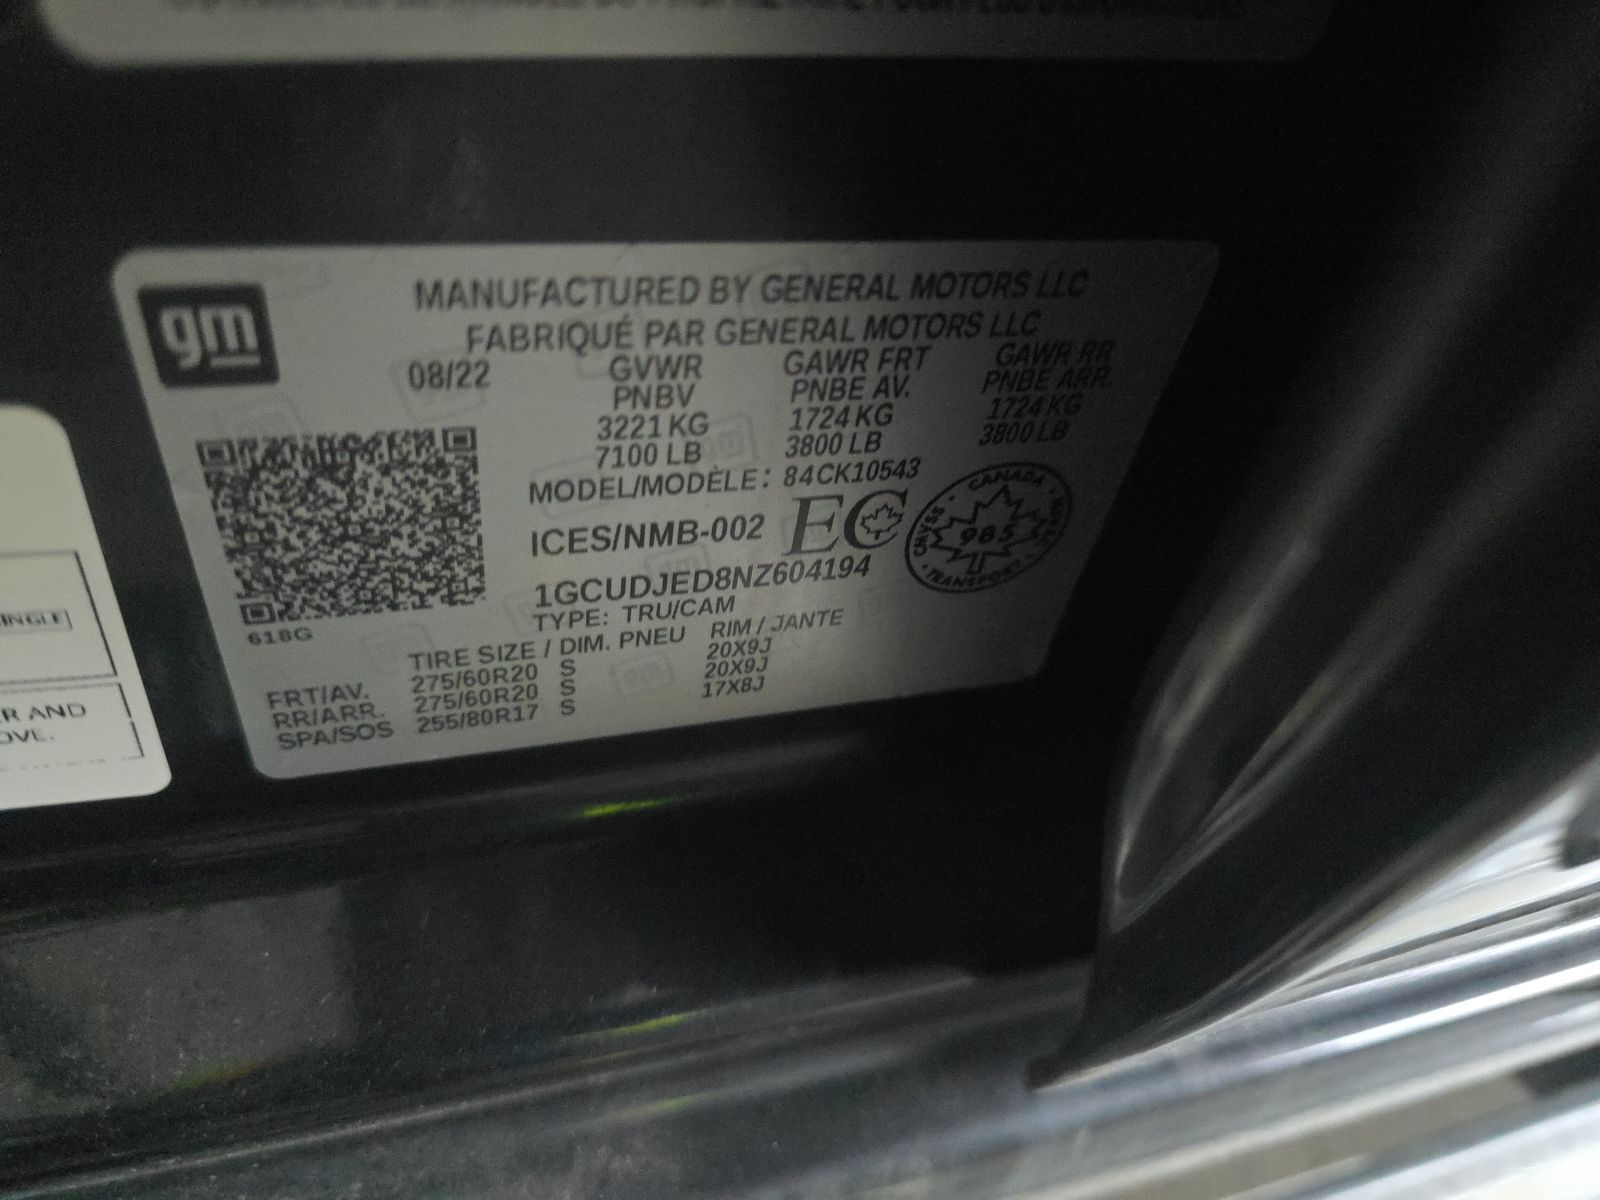 gm
MANUFACTURED BY GENERAL MOTORS LLC
FABRIQUÉ PAR GENERAL MOTORS LLC
08/22 GVWR GAWR FRT GAWR RR
PNBV PNBE AV. PNBE ARR.
3221 KG 1724 KG 1724 KG
7100 LB 3800 LB 3800 LB
MODEL/MODÈLE: 84CK10543
ICES/NMB-002 EC
CANADA
CMVSS 985 NSVAC
TRANSPORT
1GCUDJED8NZ604194
TYPE: TRU/CAM
618G
TIRE SIZE / DIM. PNEU RIM / JANTE
FRT/AV. 275/60R20 S 20X9J
RR/ARR. 275/60R20 S 20X9J
SPA/SOS 255/80R17 S 17X8J
R AND